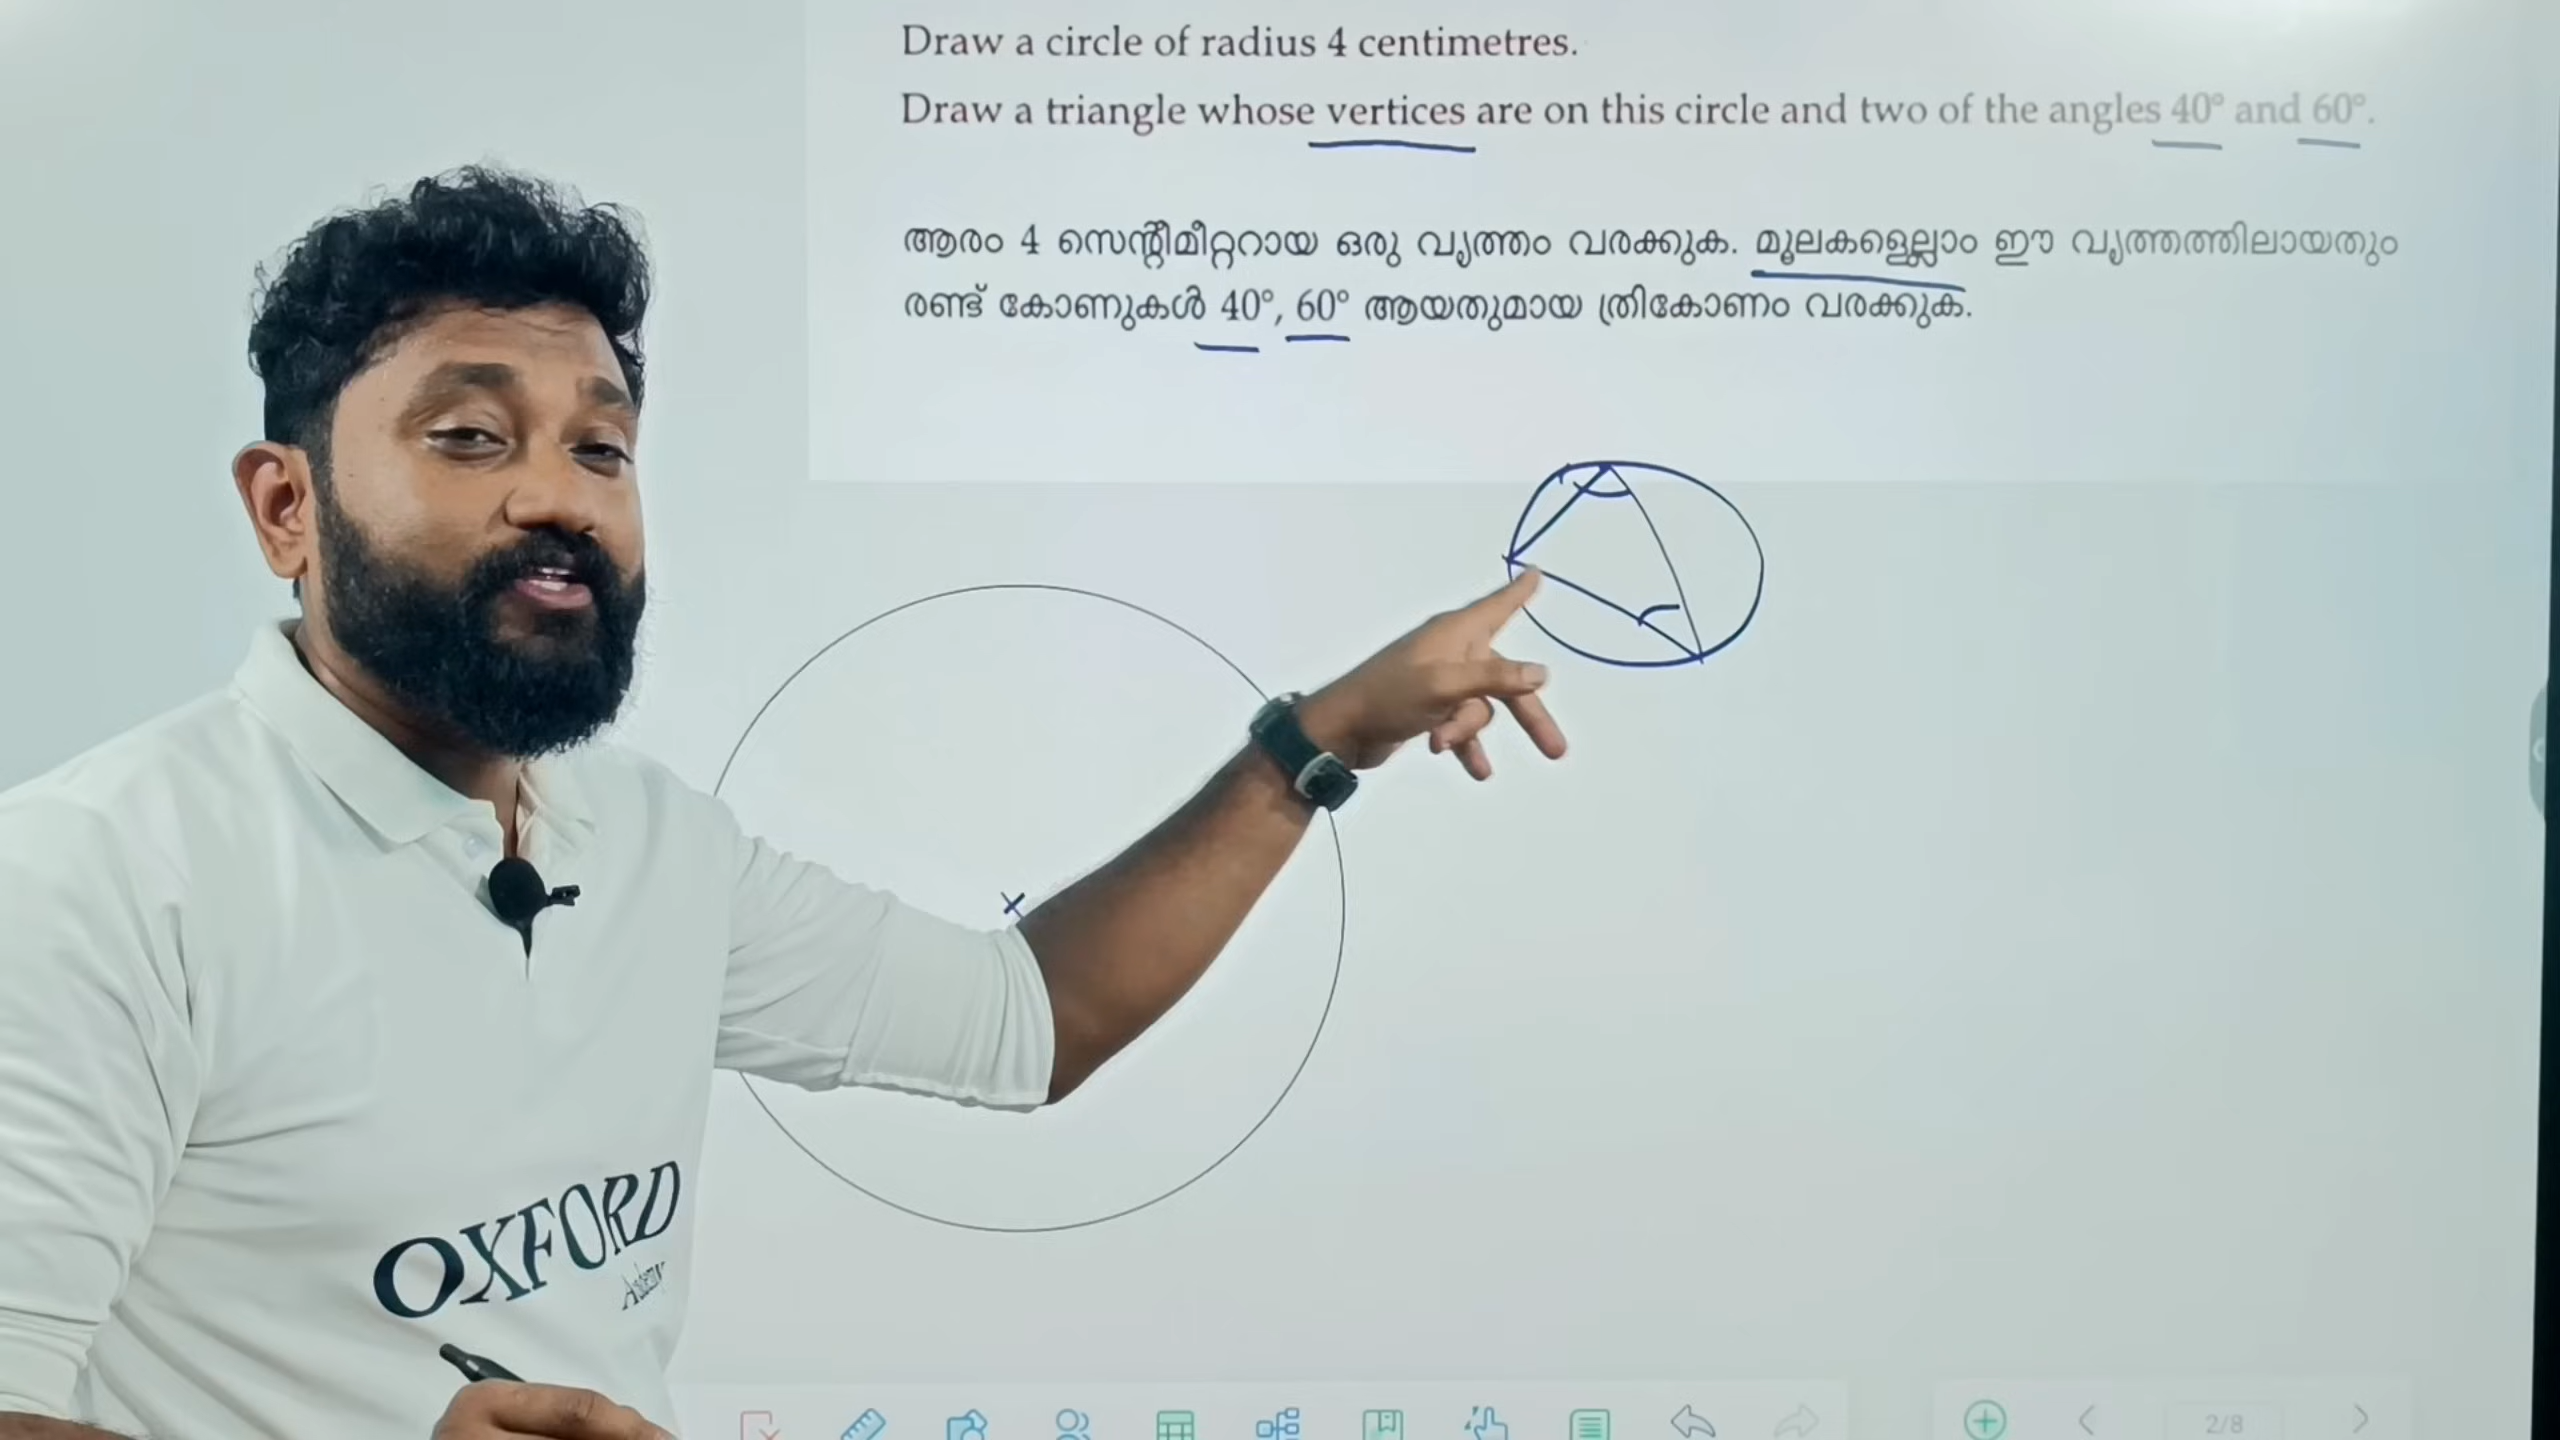 Draw a circle of radius 4 centimetres.
Draw a triangle whose vertices are on this circle and two of the angles 40° and 60°.
ആരം 4 സെന്റീമീറ്ററായ ഒരു വൃത്തം വരക്കുക. മൂലകളെല്ലാം ഈ വൃത്തത്തിലായതും
രണ്ട് കോണുകൾ 40°, 60° ആയതുമായ ത്രികോണം വരക്കുക.
OXFORD
Academy
2/8